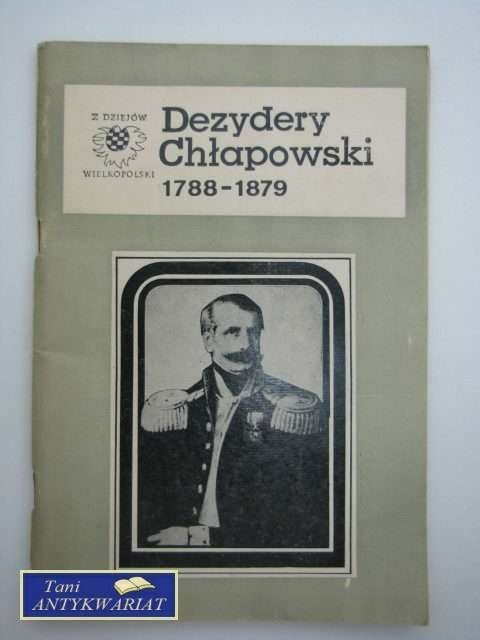 Z DZIEJÓW
WIELKOPOLSKI
Dezydery
Chłapowski
1788-1879
Tani
ANTYKWARIAT